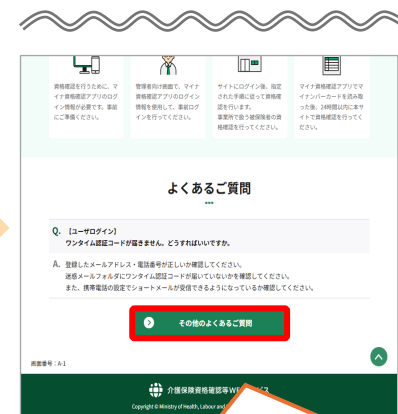 資格確認を行うために、マ
イナ資格確認アプリのログ
イン情報が必要です。事前
にご準備ください。
管理者向け画面で、マイナ
資格確認アプリのログイン
情報を使用して、事前ログ
インを行ってください。
サイトにログイン後、指定
された手順に従って資格確
認を行います。
事業所で扱う被保険者の資
格確認を行ってください。
マイナ資格確認アプリでマ
イナンバーカードを読み取
った後、24時間以内に本サ
イトで資格確認を行ってく
ださい。
よくあるご質問
Q. 【ユーザログイン】
ワンタイム認証コードが届きません。どうすればいいですか。
A. 登録したメールアドレス・電話番号が正しいか確認してください。
迷惑メールフォルダにワンタイム認証コードが届いていないかを確認してください。
また、携帯電話の設定でショートメールが受信できるようになっているか確認してください。
その他のよくあるご質問
画面番号：A-1
介護保険資格確認等WE ビス
Copyright © Ministry of Health, Labour and